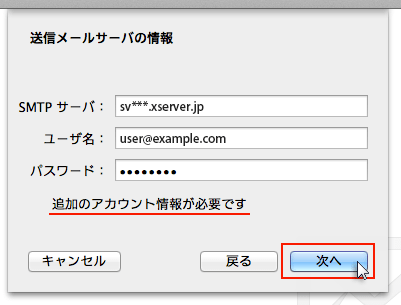 送信メールサーバの情報
SMTP サーバ： sv***.xserver.jp
ユーザ名： user@example.com
パスワード： ••••••••
追加のアカウント情報が必要です
キャンセル 戻る 次へ